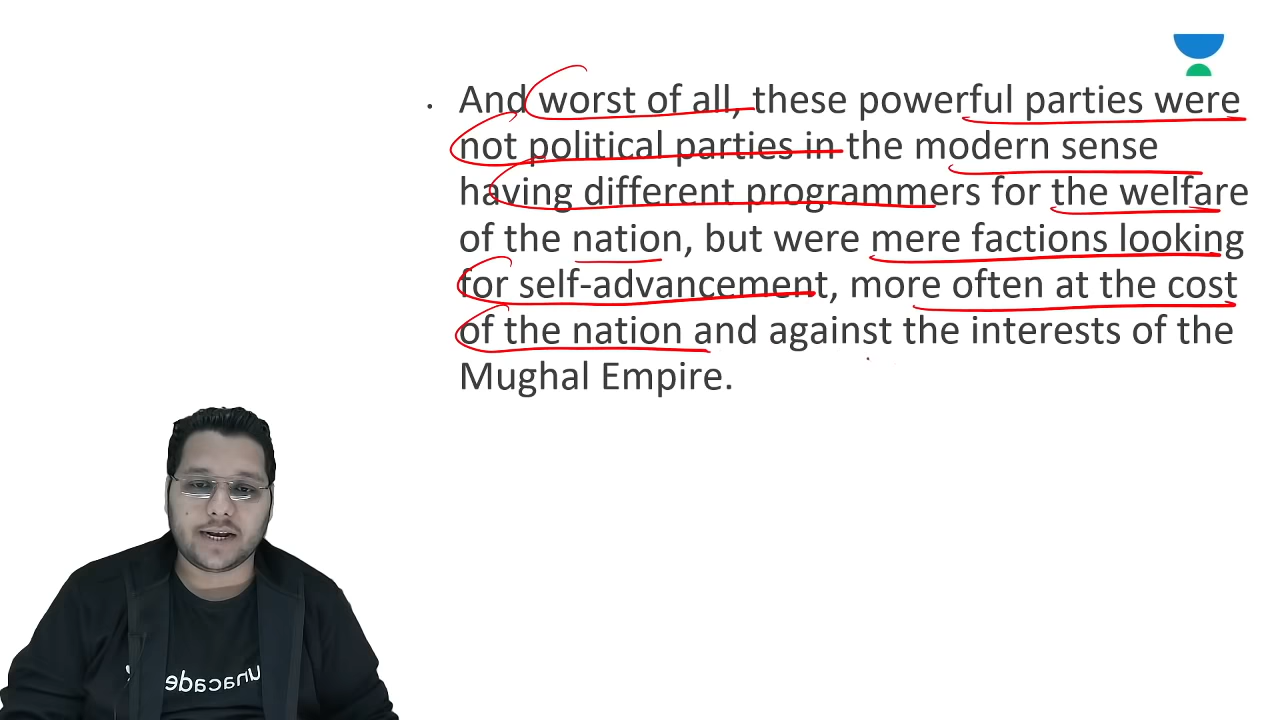 And worst of all, these powerful parties were
not political parties in the modern sense
having different programmers for the welfare
of the nation, but were mere factions looking
for self-advancement, more often at the cost
of the nation and against the interests of the
Mughal Empire.
unacade